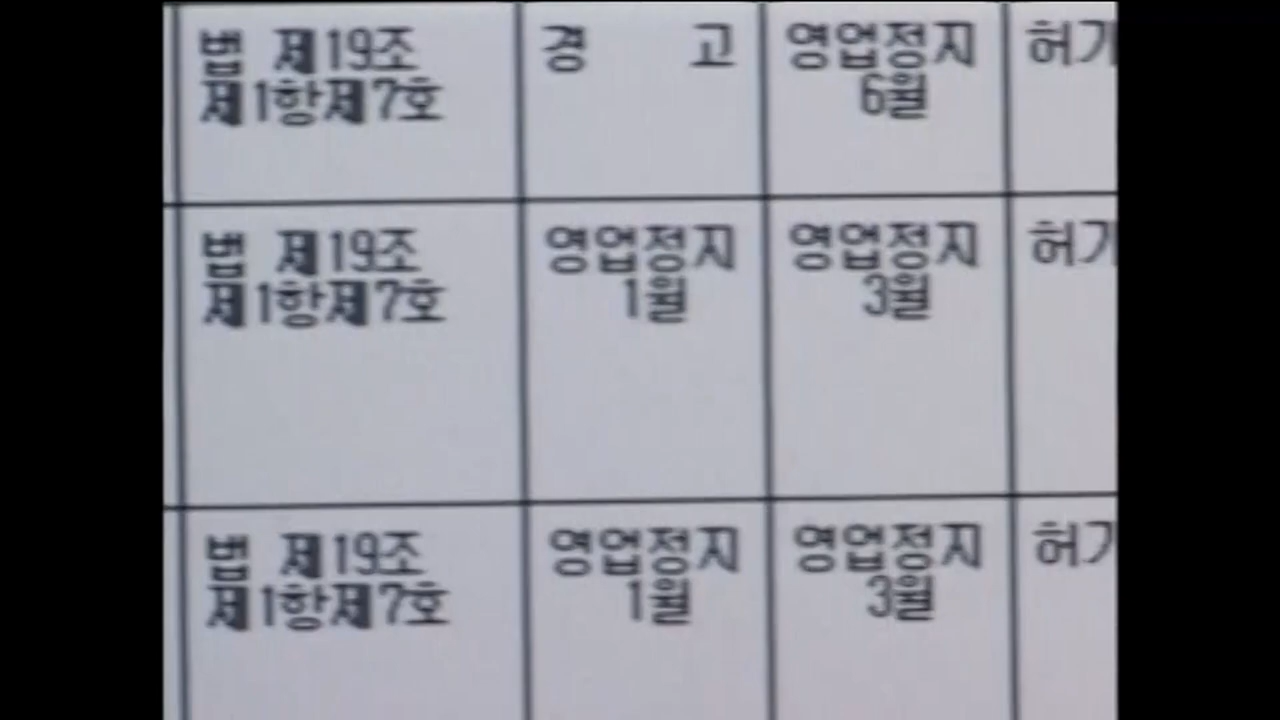 법 제19조 경 고 영업정지 허가
제1항제7호 6월
법 제19조 영업정지 영업정지 허가
제1항제7호 1월 3월
법 제19조 영업정지 영업정지 허
제1항제7호 1월 3월